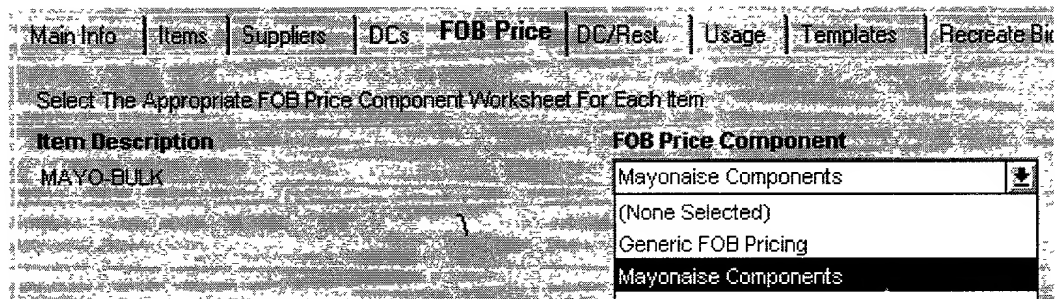 Main Info Items Suppliers DCs FOB Price DC/Rest. Usage Templates Recreate Bid
Select The Appropriate FOB Price Component Worksheet For Each Item
Item Description FOB Price Component
MAYO-BULK Mayonaise Components
(None Selected)
Generic FOB Pricing
Mayonaise Components